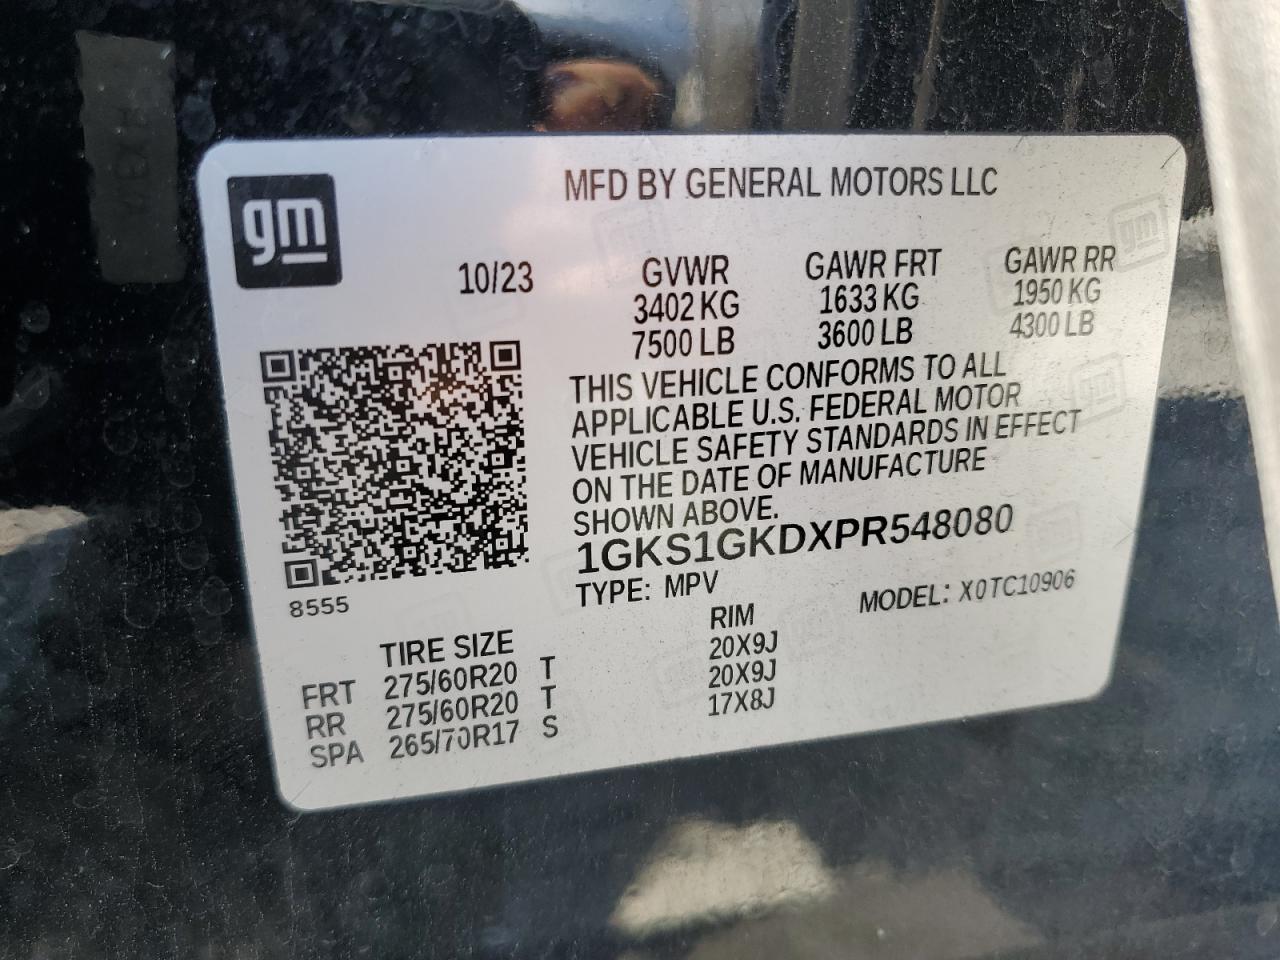 gm
MFD BY GENERAL MOTORS LLC
10/23
GVWR GAWR FRT GAWR RR
3402 KG 1633 KG 1950 KG
7500 LB 3600 LB 4300 LB
THIS VEHICLE CONFORMS TO ALL
APPLICABLE U.S. FEDERAL MOTOR
VEHICLE SAFETY STANDARDS IN EFFECT
ON THE DATE OF MANUFACTURE
SHOWN ABOVE.
1GKS1GKDXPR548080
TYPE: MPV
MODEL: X0TC10906
8555
TIRE SIZE RIM
FRT 275/60R20 T 20X9J
RR 275/60R20 T 20X9J
SPA 265/70R17 S 17X8J